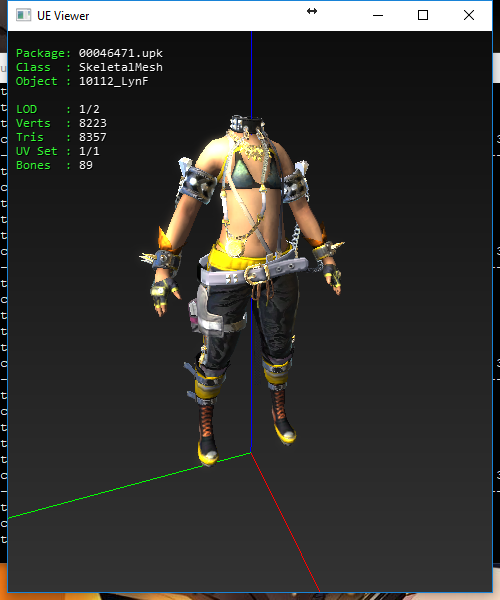 UE Viewer
Package: 00046471.upk
Class  : SkeletalMesh
Object : 10112_LynF
LOD    : 1/2
Verts  : 8223
Tris   : 8357
UV Set : 1/1
Bones  : 89